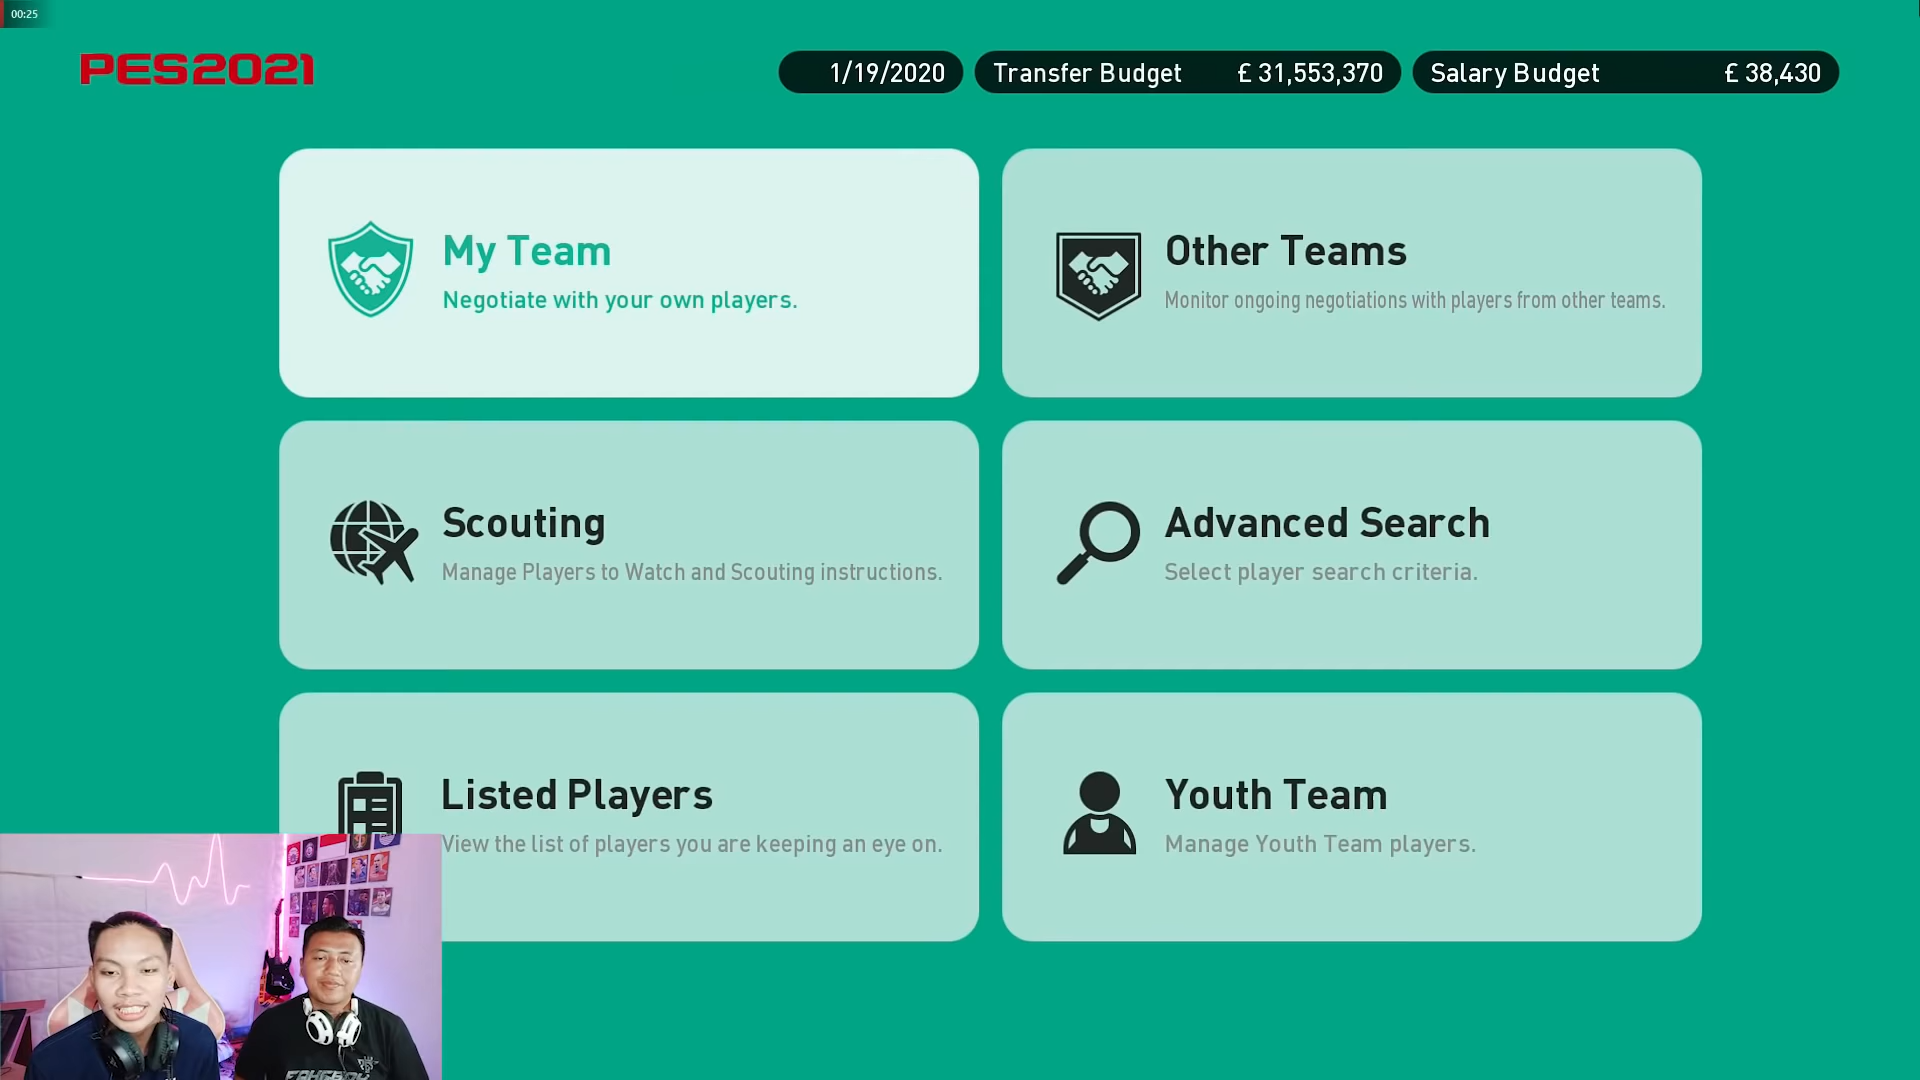 00:25
PES2021
1/19/2020
Transfer Budget £ 31,553,370
Salary Budget £ 38,430
My Team
Negotiate with your own players.
Other Teams
Monitor ongoing negotiations with players from other teams.
Scouting
Manage Players to Watch and Scouting instructions.
Advanced Search
Select player search criteria.
Listed Players
View the list of players you are keeping an eye on.
Youth Team
Manage Youth Team players.